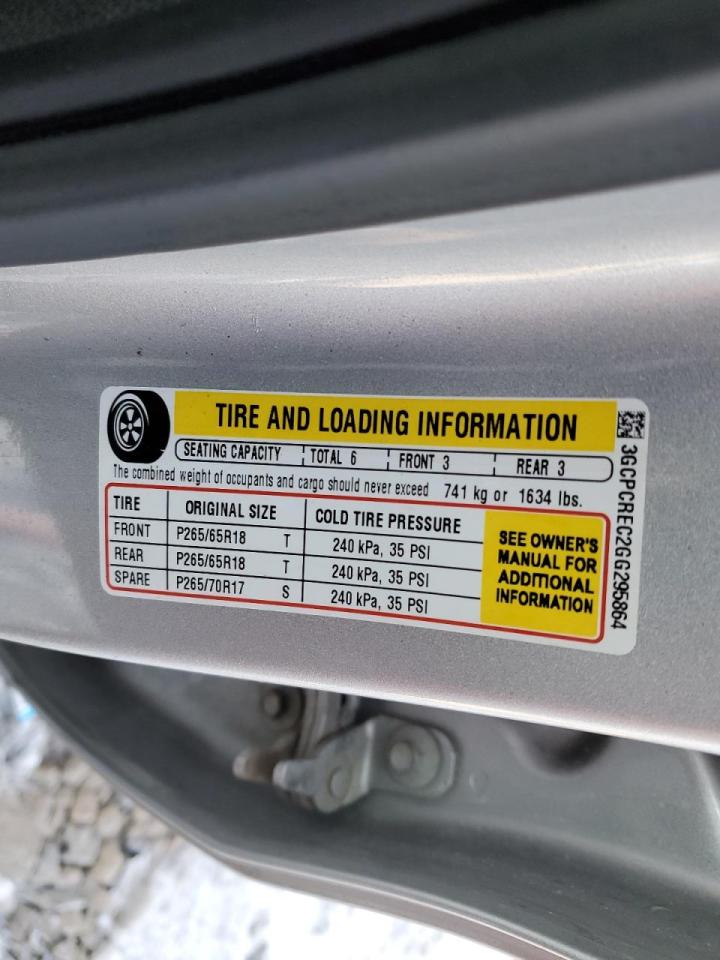 TIRE AND LOADING INFORMATION
SEATING CAPACITY TOTAL 6 FRONT 3 REAR 3
The combined weight of occupants and cargo should never exceed 741 kg or 1634 lbs.
TIRE ORIGINAL SIZE COLD TIRE PRESSURE
FRONT P265/65R18 T 240 kPa, 35 PSI
REAR P265/65R18 T 240 kPa, 35 PSI
SPARE P265/70R17 S 240 kPa, 35 PSI
SEE OWNER'S
MANUAL FOR
ADDITIONAL
INFORMATION
3GCPCREC2GG295864